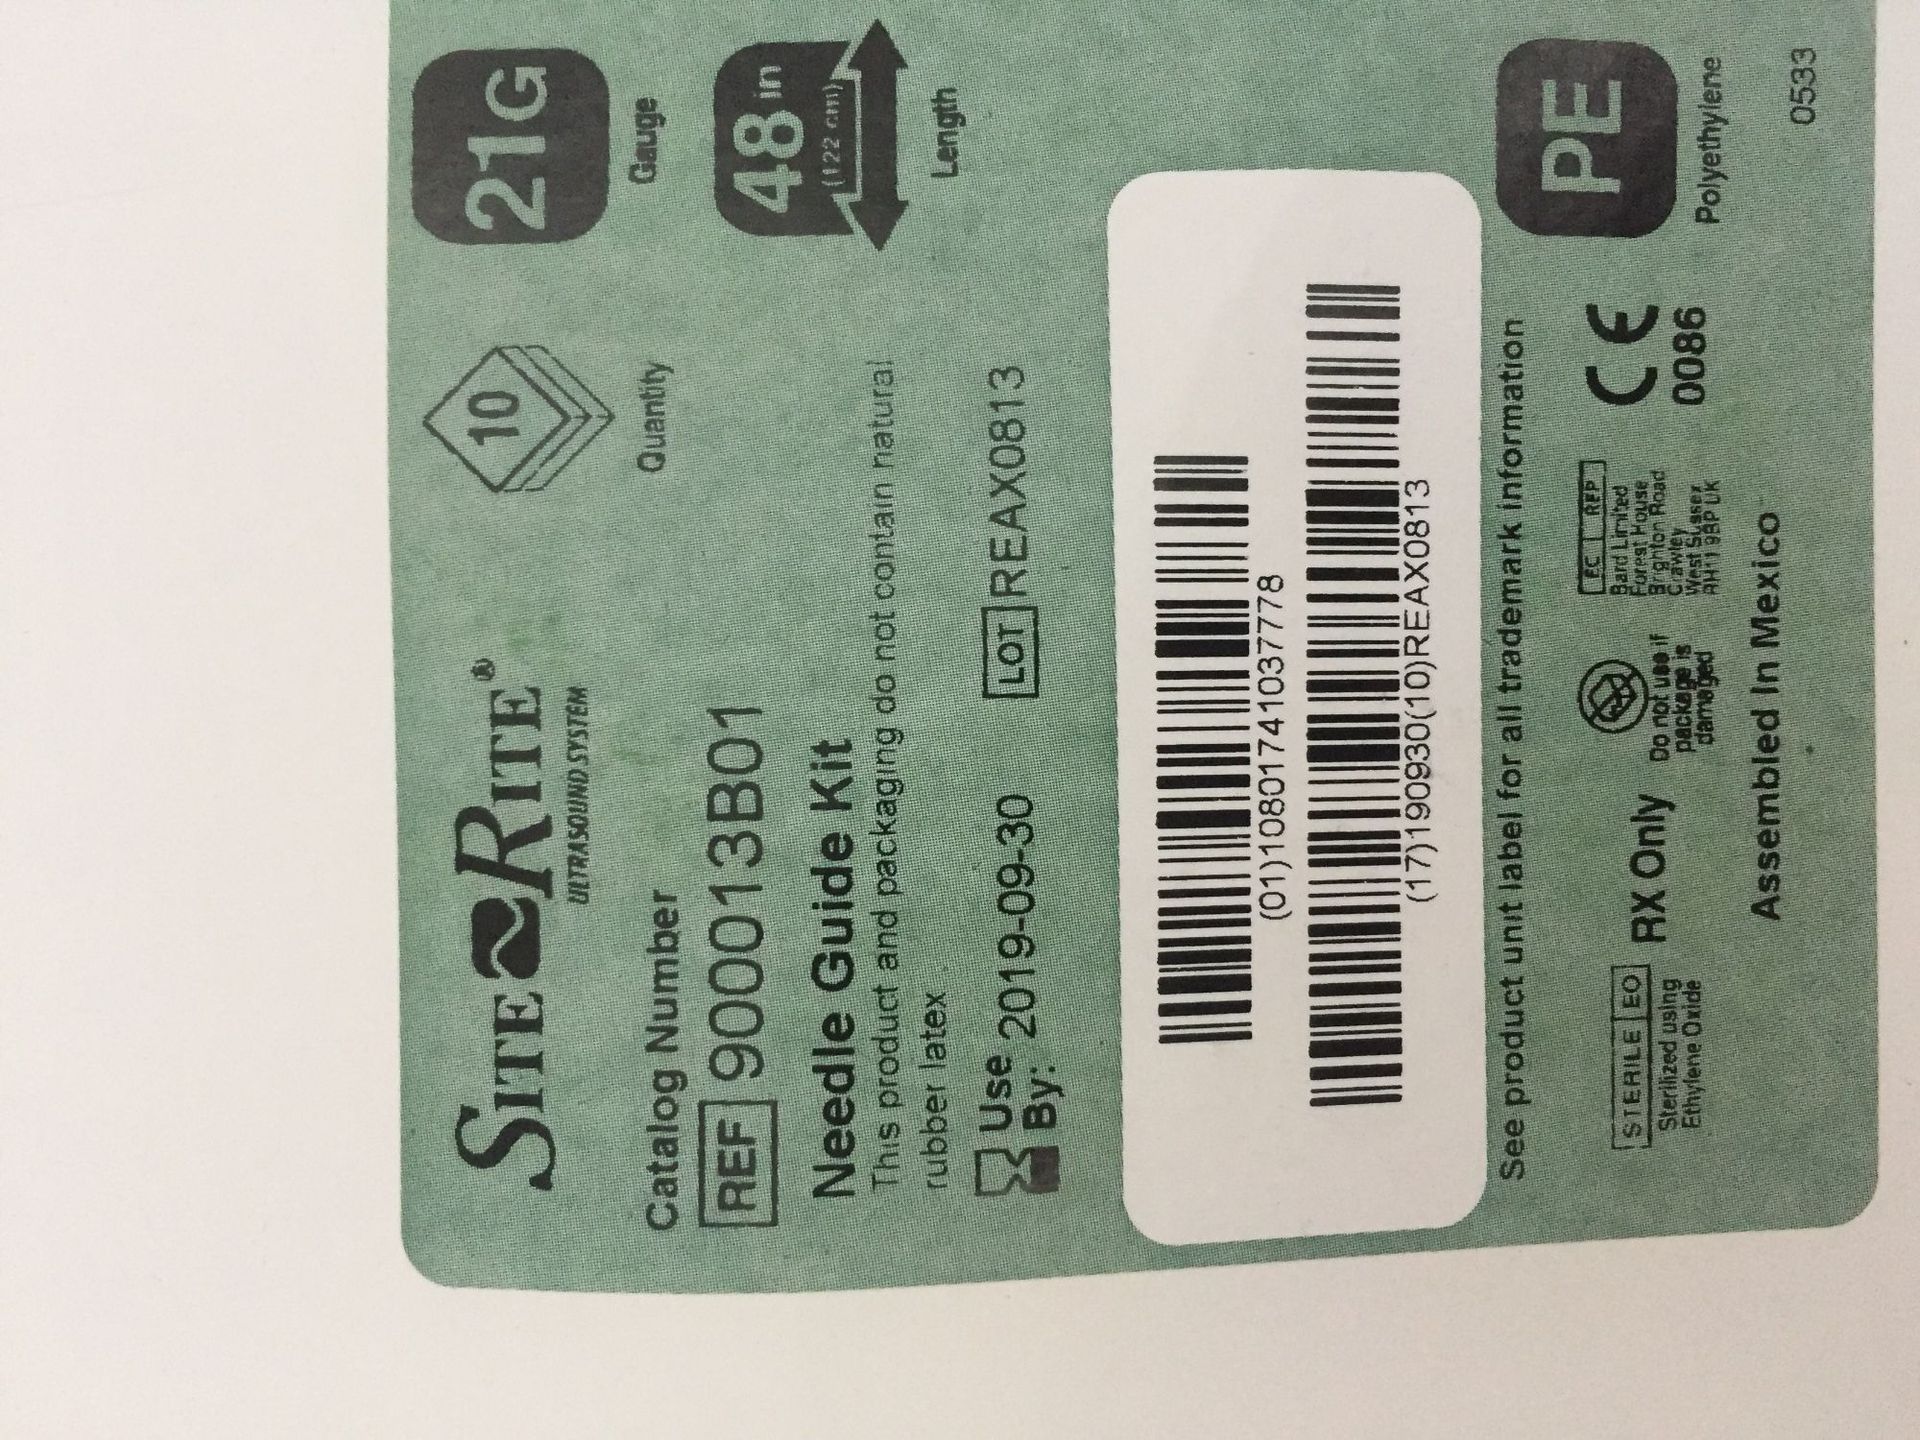 SITE RITE®
ULTRASOUND SYSTEM
10
Quantity
21G
Gauge
Catalog Number
REF 900013B01
48 in
(122 cm)
Length
Needle Guide Kit
This product and packaging do not contain natural
rubber latex
Use
By: 2019-09-30
LOT REAX0813
(01)10801741037778
(17)190930(10)REAX0813
See product unit label for all trademark information
PE
Polyethylene
STERILE EO
Sterilized using
Ethylene Oxide
RX Only
Do not use if
package is
damaged
EC REP
Bard Limited
Forest House
Brighton Road
Crawley
West Sussex
RH11 9BP UK
CE
0086
Assembled In Mexico
0533